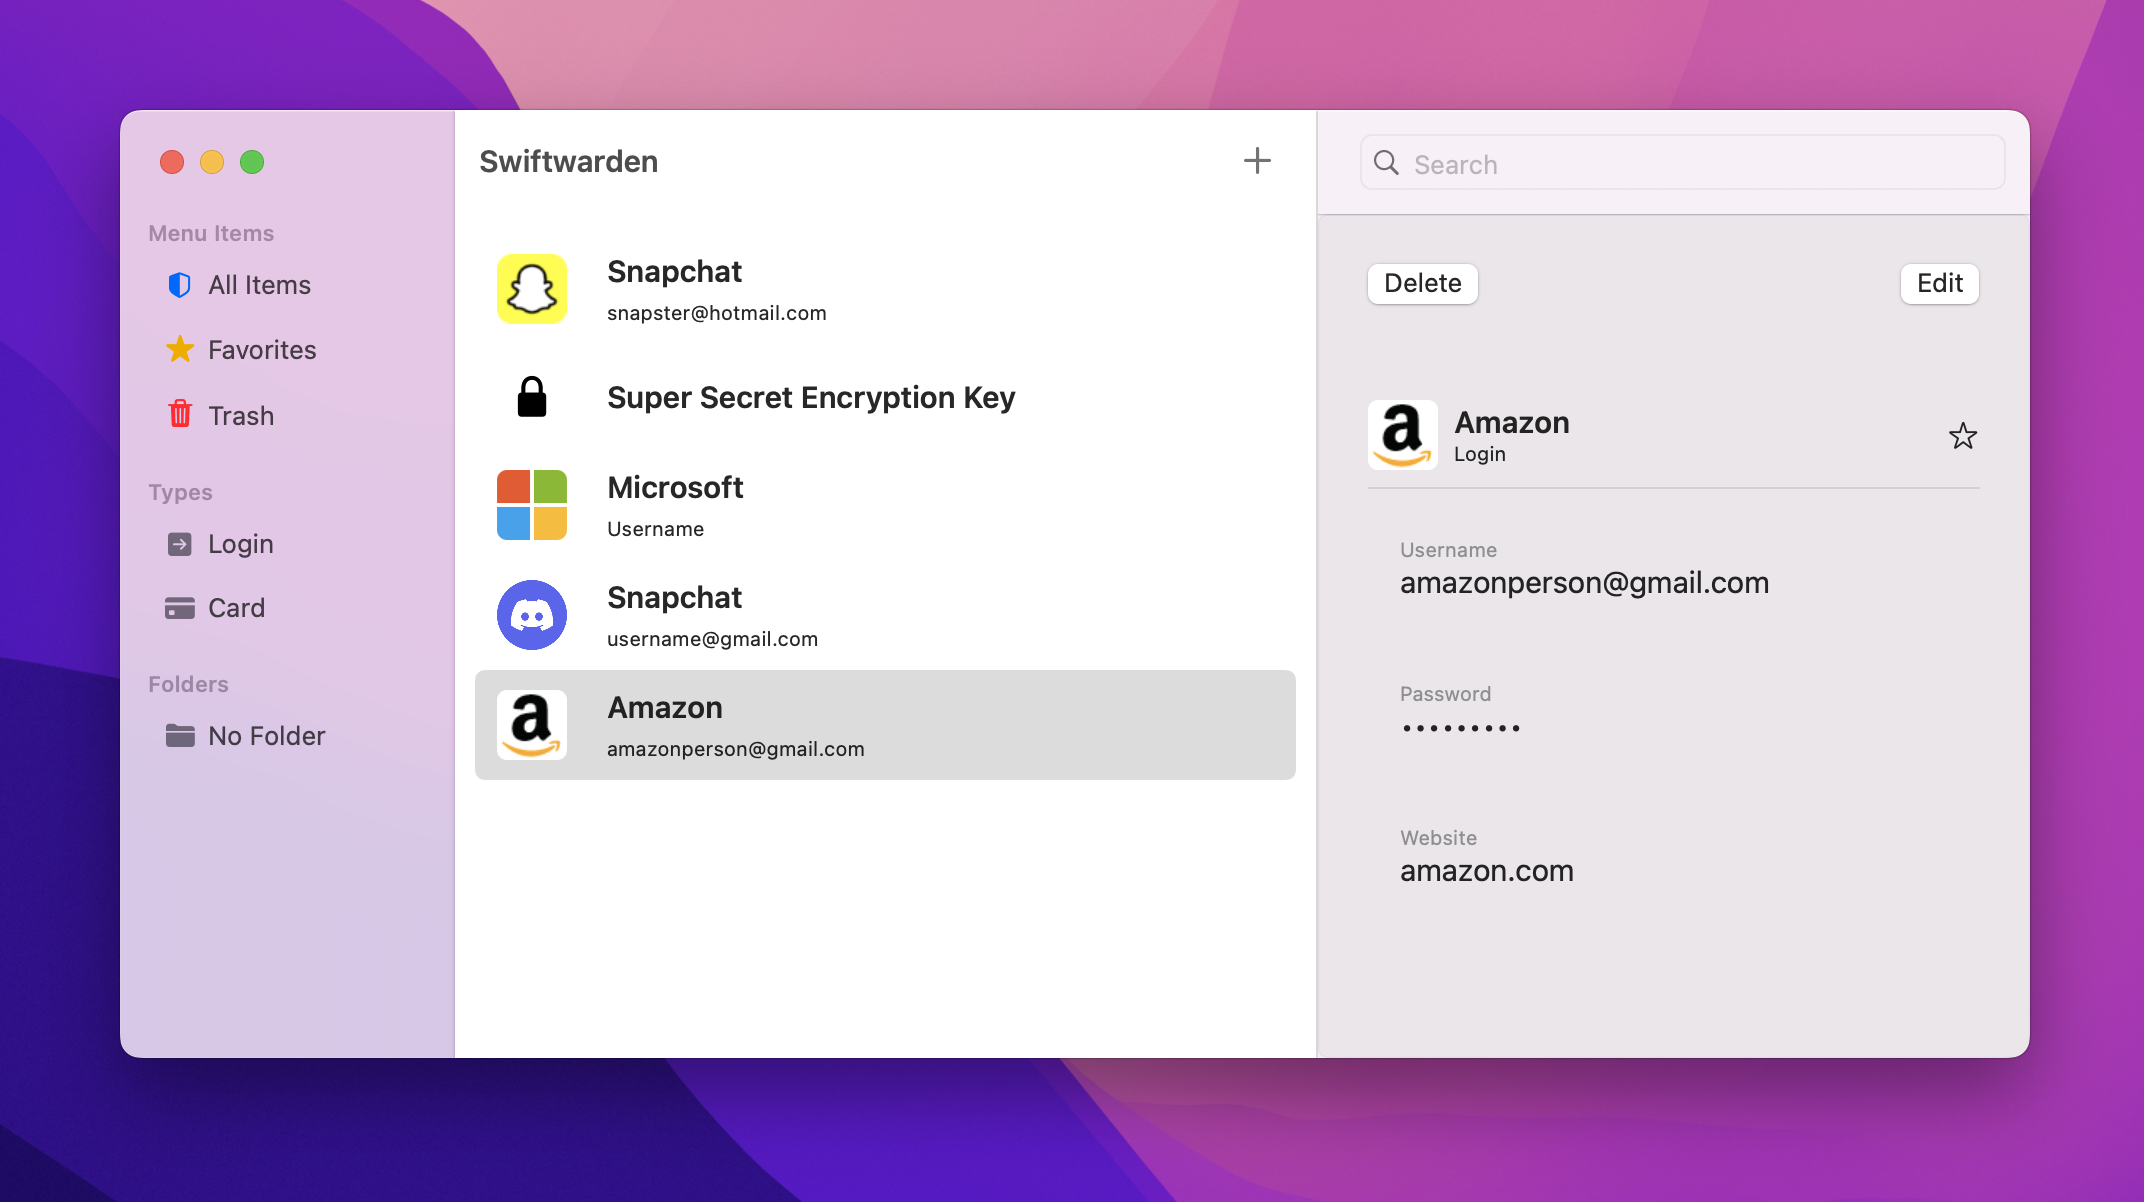 Menu Items
All Items
Favorites
Trash
Types
Login
Card
Folders
No Folder
Swiftwarden
Snapchat
snapster@hotmail.com
Super Secret Encryption Key
Microsoft
Username
Snapchat
username@gmail.com
Amazon
amazonperson@gmail.com
Search
Delete
Edit
Amazon
Login
Username
amazonperson@gmail.com
Password
•••••••••
Website
amazon.com